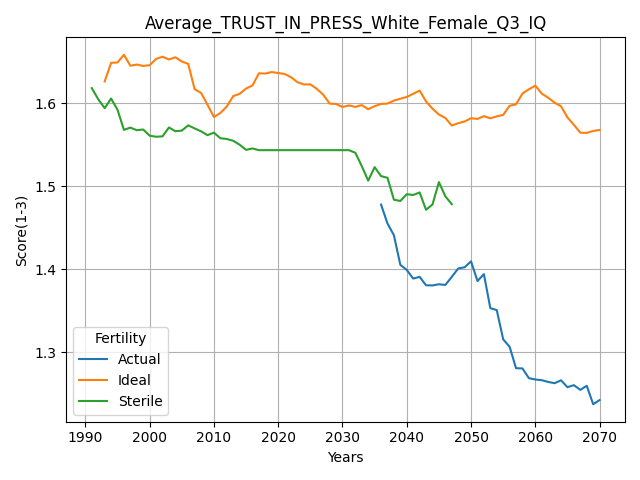 Average_TRUST_IN_PRESS_White_Female_Q3_IQ
Score(1-3)
1.6
1.5
1.4
1.3
Fertility
Actual
Ideal
Sterile
1990 2000 2010 2020 2030 2040 2050 2060 2070
Years